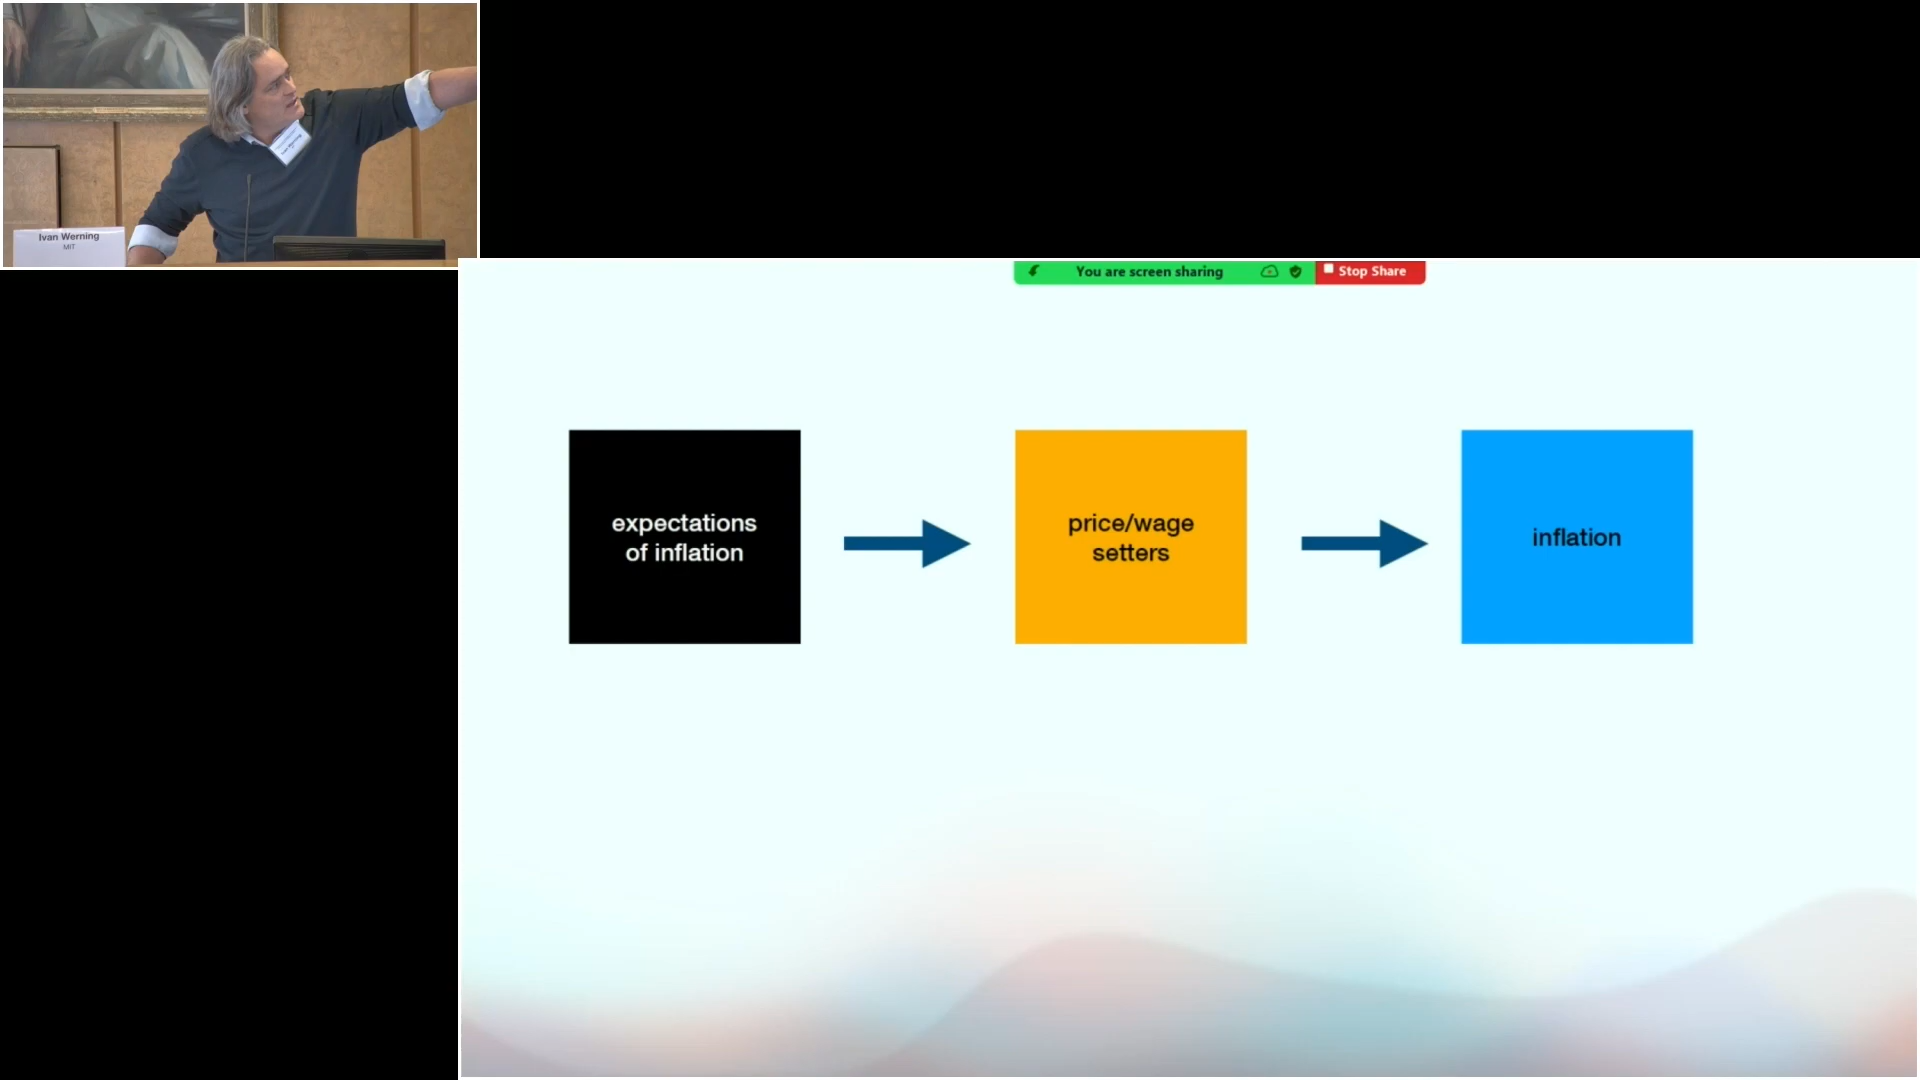 Ivan Werning
MIT
You are screen sharing
Stop Share
expectations
of inflation
price/wage
setters
inflation